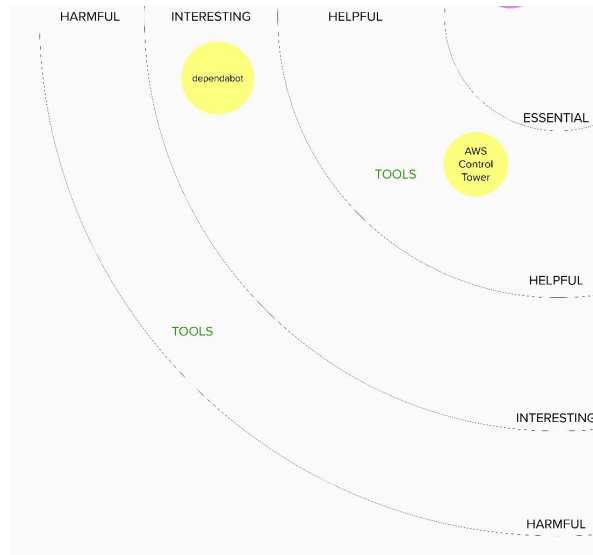 HARMFUL INTERESTING HELPFUL
dependabot
ESSENTIAL
AWS
Control
Tower
TOOLS
HELPFUL
TOOLS
INTERESTING
HARMFUL